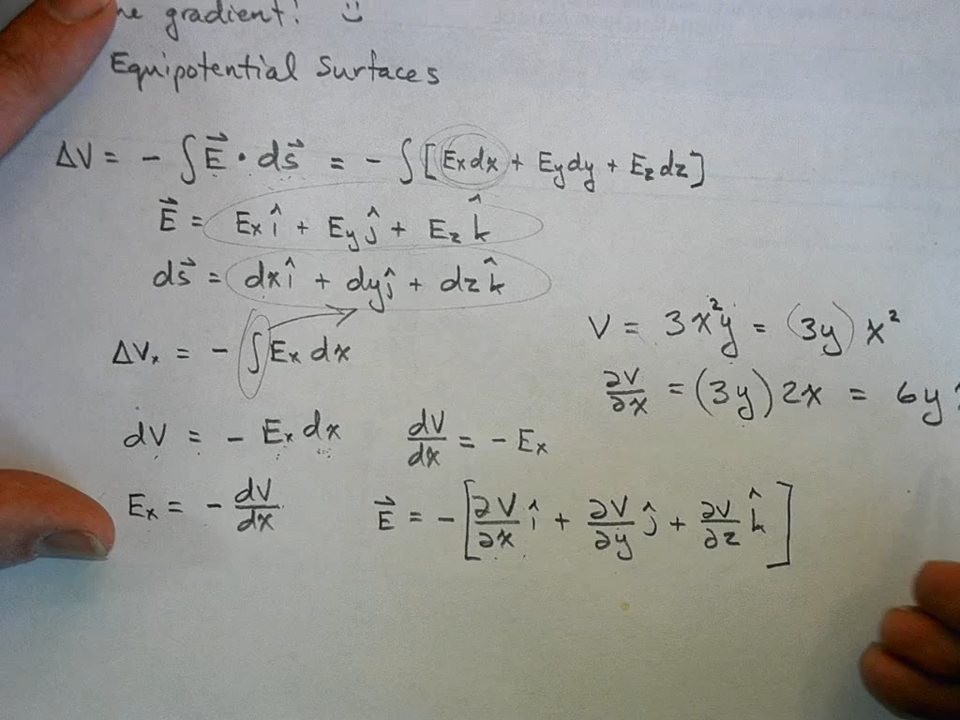 gradient! ☺
Equipotential Surfaces
ΔV = - ∫ E⃗ · ds⃗ = - ∫ [Exdx + Eydy + Ezdz]
E⃗ = Ex î + Ey ĵ + Ez k̂
ds⃗ = dx î + dy ĵ + dz k̂
V = 3x²y = (3y) x²
ΔVx = - ∫ Ex dx
∂V/∂x = (3y) 2x = 6y
dV = - Ex dx dV/dx = - Ex
Ex = - dV/dx E⃗ = - [∂V/∂x î + ∂V/∂y ĵ + ∂V/∂z k̂]